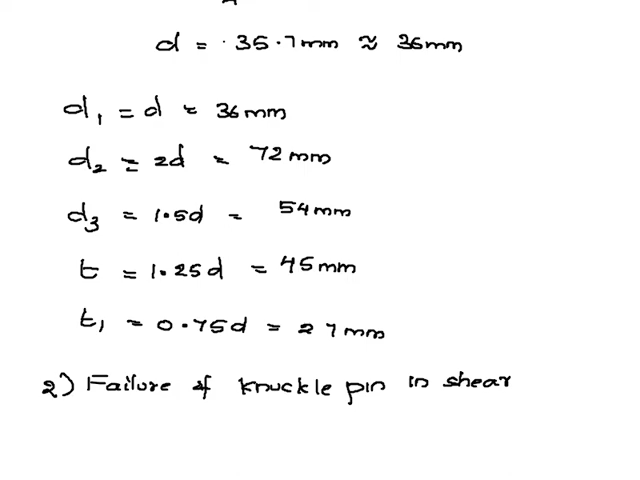 d = 35.7mm ≈ 36mm
d₁ = d = 36mm
d₂ = 2d = 72mm
d₃ = 1.5d = 54mm
t = 1.25d = 45mm
t₁ = 0.75d = 27mm
2) Failure of knuckle pin in shear